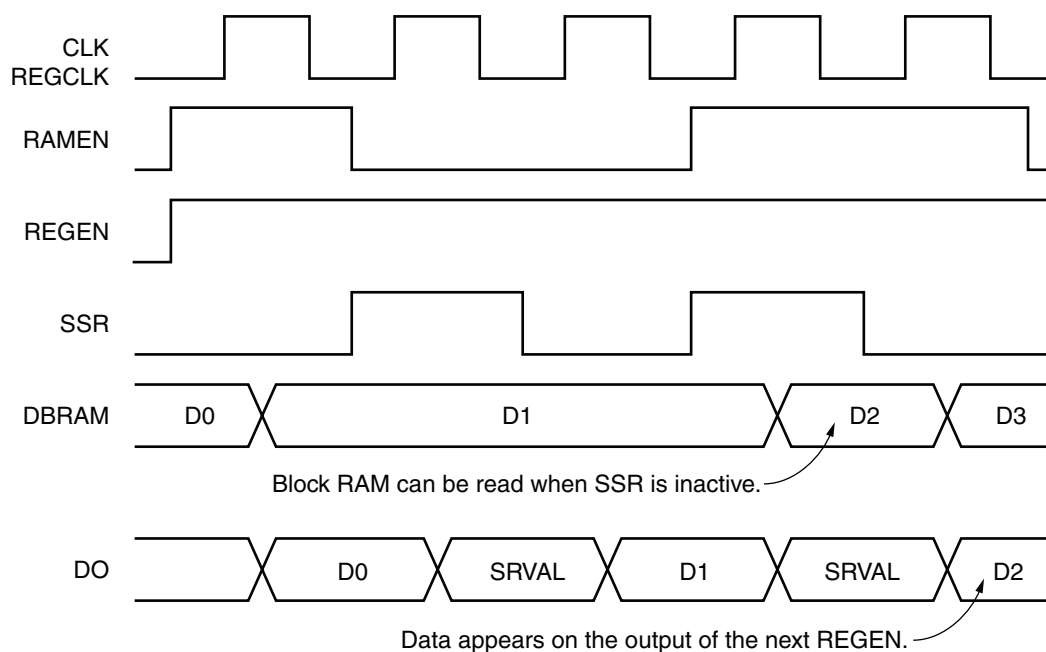 CLK
REGCLK
RAMEN
REGEN
SSR
DBRAM D0 D1 D2 D3
Block RAM can be read when SSR is inactive.
DO D0 SRVAL D1 SRVAL D2
Data appears on the output of the next REGEN.